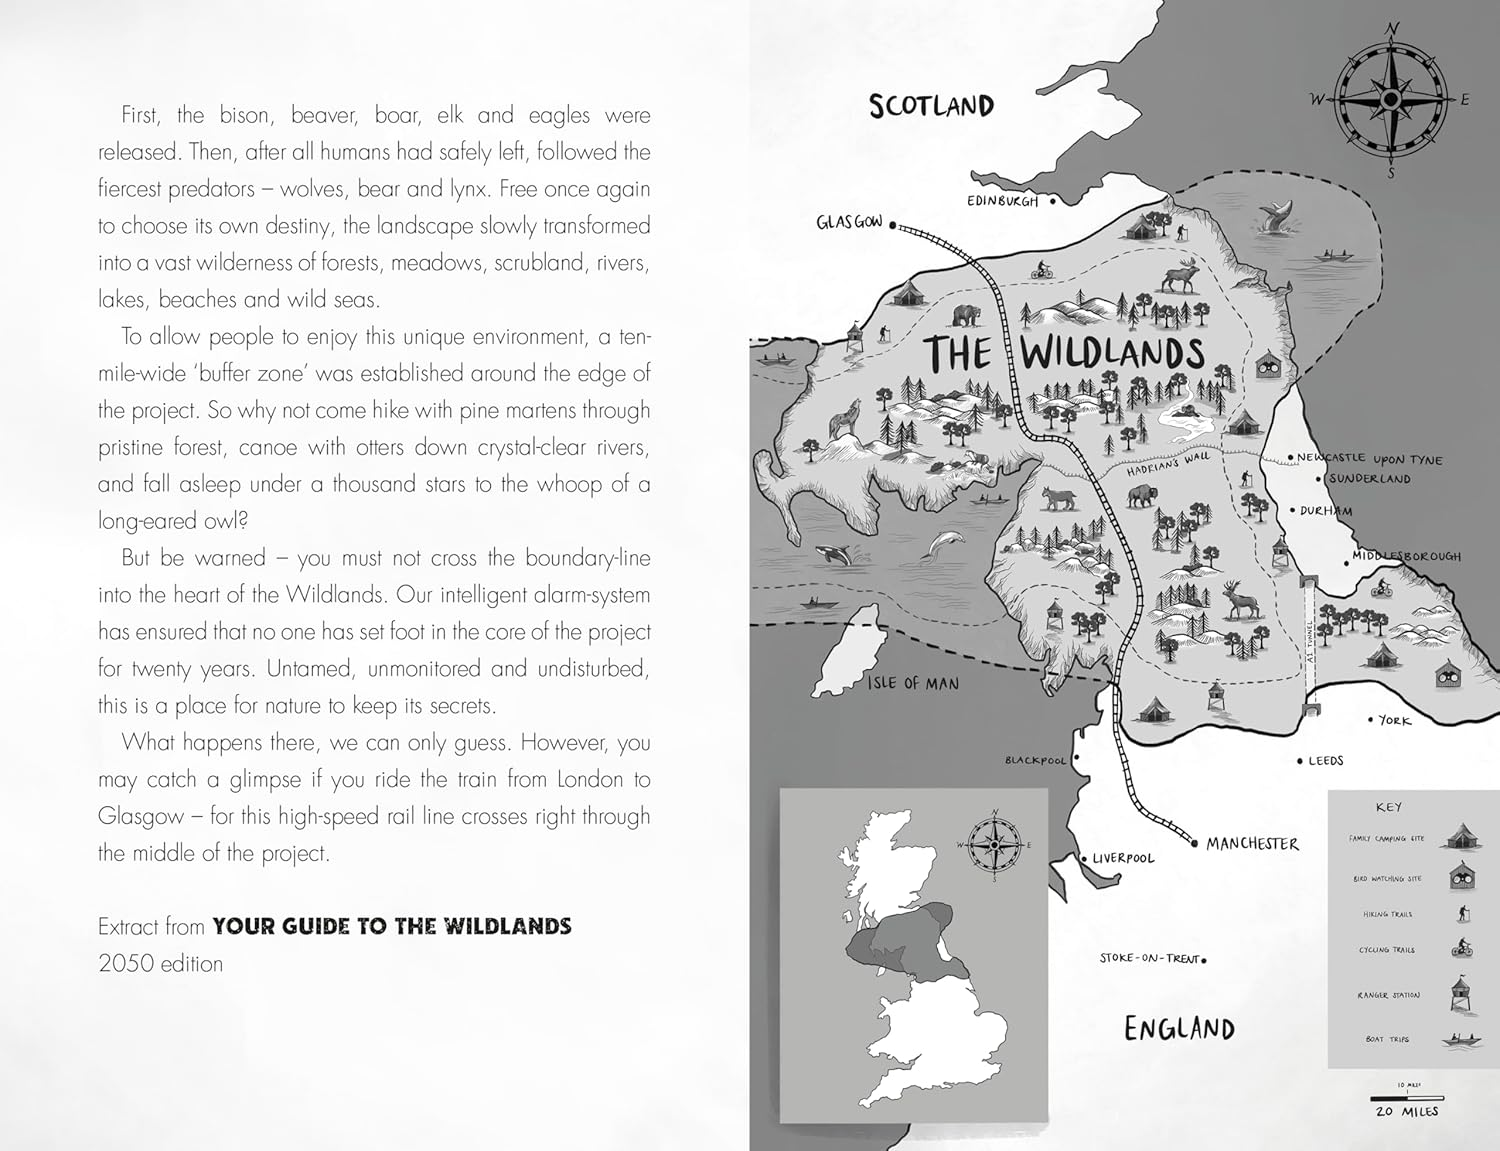 First, the bison, beaver, boar, elk and eagles were
released. Then, after all humans had safely left, followed the
fiercest predators – wolves, bear and lynx. Free once again
to choose its own destiny, the landscape slowly transformed
into a vast wilderness of forests, meadows, scrubland, rivers,
lakes, beaches and wild seas.
To allow people to enjoy this unique environment, a ten-
mile-wide ‘buffer zone’ was established around the edge of
the project. So why not come hike with pine martens through
pristine forest, canoe with otters down crystal-clear rivers,
and fall asleep under a thousand stars to the whoop of a
long-eared owl?
But be warned – you must not cross the boundary-line
into the heart of the Wildlands. Our intelligent alarm-system
has ensured that no one has set foot in the core of the project
for twenty years. Untamed, unmonitored and undisturbed,
this is a place for nature to keep its secrets.
What happens there, we can only guess. However, you
may catch a glimpse if you ride the train from London to
Glasgow – for this high-speed rail line crosses right through
the middle of the project.
Extract from YOUR GUIDE TO THE WILDLANDS
2050 edition
N
W
E
S
SCOTLAND
EDINBURGH
GLASGOW
THE WILDLANDS
HADRIAN'S WALL
NEWCASTLE UPON TYNE
SUNDERLAND
DURHAM
MIDDLESBOROUGH
A1 TUNNEL
ISLE OF MAN
YORK
BLACKPOOL
LEEDS
MANCHESTER
LIVERPOOL
STOKE-ON-TRENT
ENGLAND
N
W
E
S
KEY
FAMILY CAMPING SITE
BIRD WATCHING SITE
HIKING TRAILS
CYCLING TRAILS
RANGER STATION
BOAT TRIPS
10 MILES
20 MILES